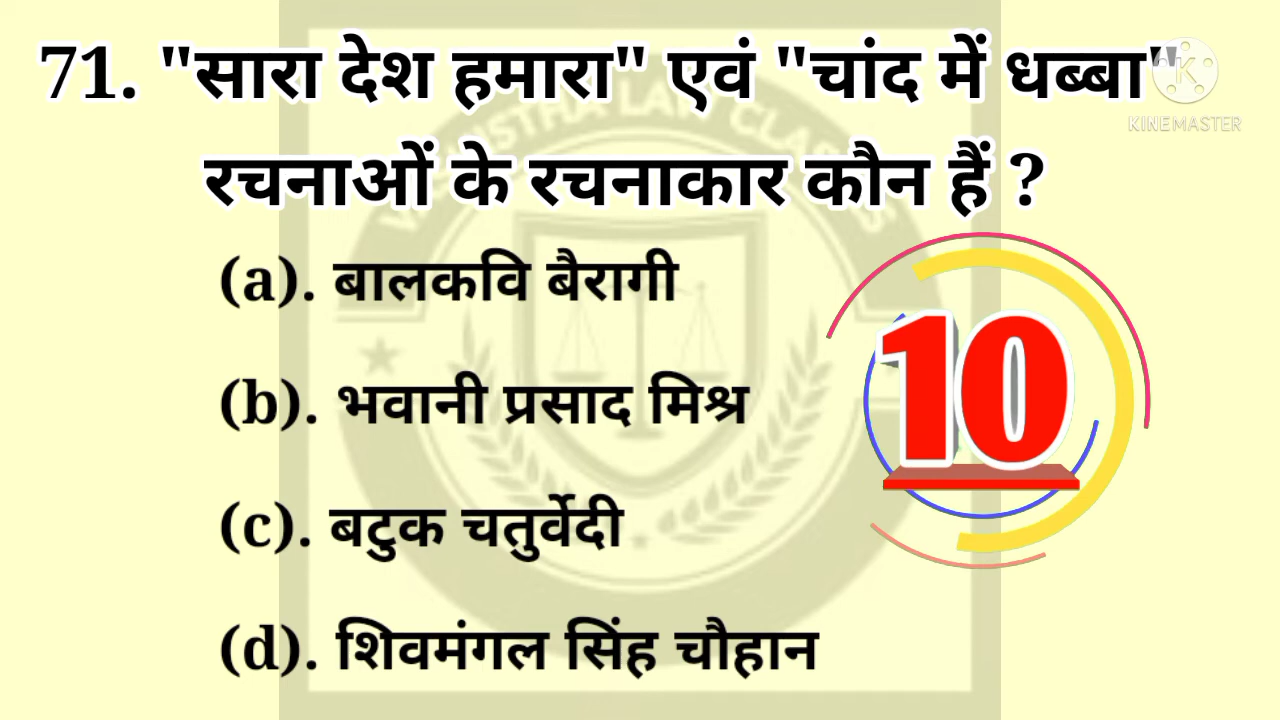 71. "सारा देश हमारा" एवं "चांद में धब्बा"
रचनाओं के रचनाकार कौन हैं ?
(a). बालकवि बैरागी
(b). भवानी प्रसाद मिश्र
(c). बटुक चतुर्वेदी
(d). शिवमंगल सिंह चौहान
10
K
KINEMASTER